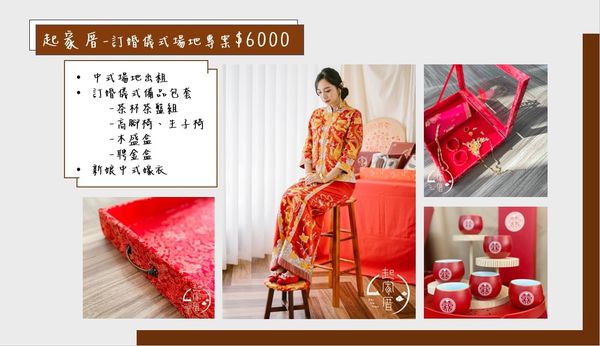 起家厝-訂婚儀式場地專案$6000
• 中式場地出租
• 訂婚儀式備品包套
-茶杯茶盤組
-高腳椅、王子椅
-木盛盒
-聘金盒
• 新娘中式嫁衣
起家厝